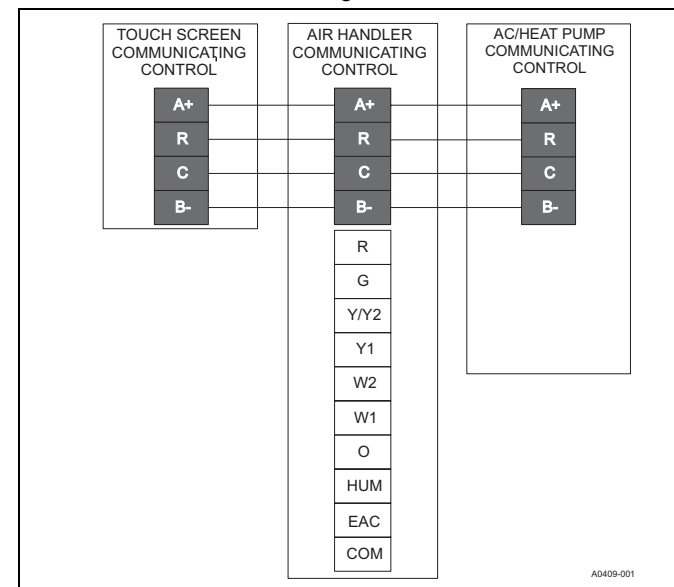 TOUCH SCREEN
COMMUNICATING
CONTROL
AIR HANDLER
COMMUNICATING
CONTROL
AC/HEAT PUMP
COMMUNICATING
CONTROL
A+
A+
A+
R
R
R
C
C
C
B-
B-
B-
R
G
Y/Y2
Y1
W2
W1
O
HUM
EAC
COM
A0409-001